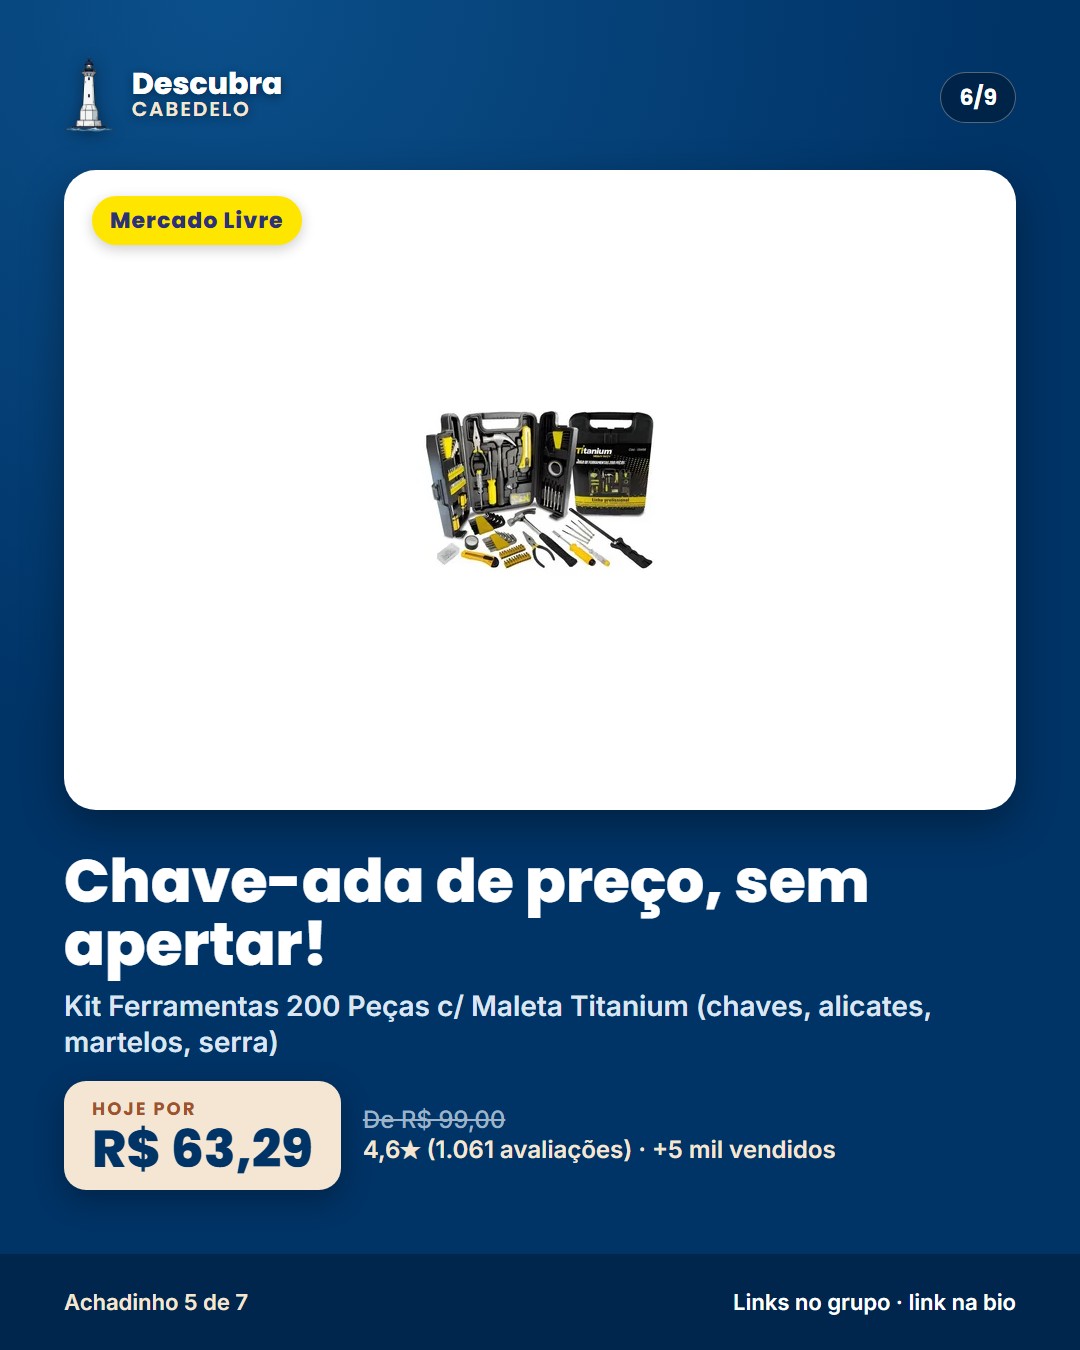 Descubra
CABEDELO
6/9
Mercado Livre
Titanium
Chave-ada de preço, sem
apertar!
Kit Ferramentas 200 Peças c/ Maleta Titanium (chaves, alicates,
martelos, serra)
HOJE POR
R$ 63,29
De R$ 99,00
4,6★ (1.061 avaliações) · +5 mil vendidos
Achadinho 5 de 7
Links no grupo · link na bio